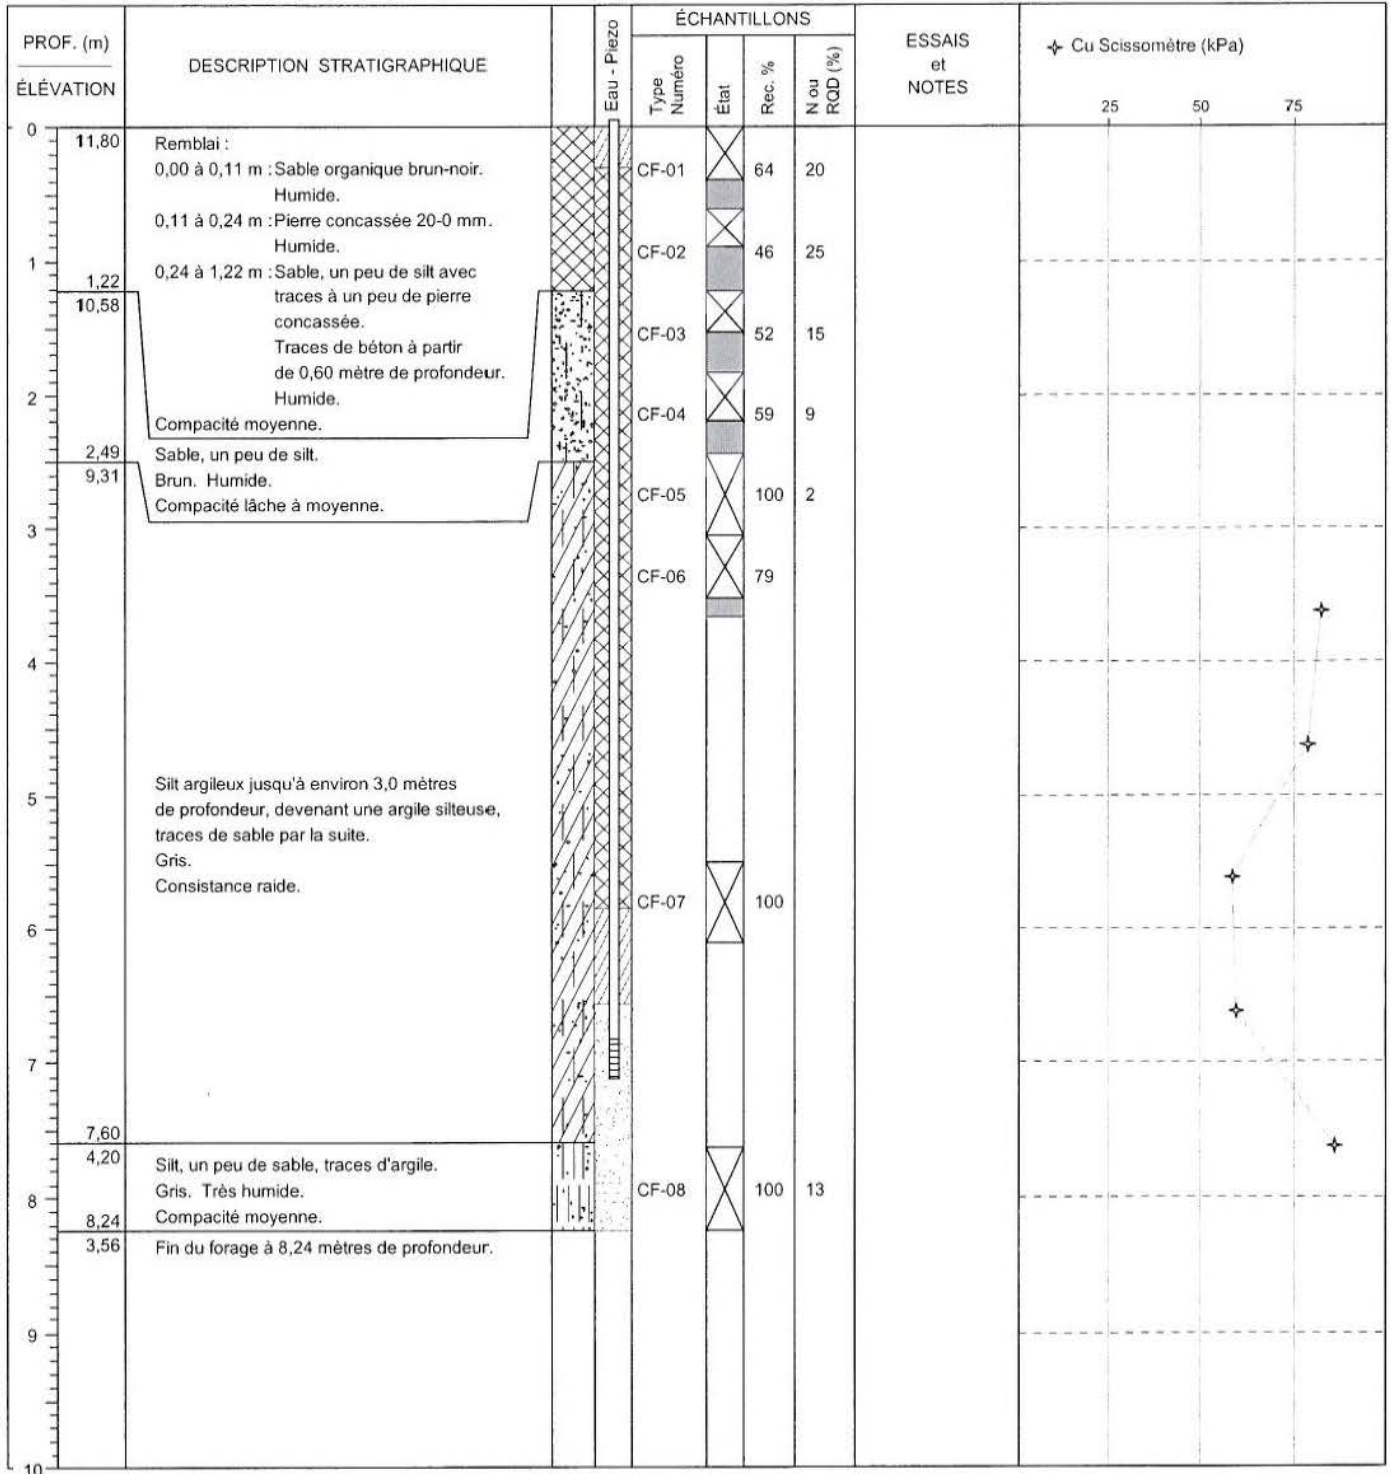 PROF. (m)
ÉLÉVATION
DESCRIPTION STRATIGRAPHIQUE
Eau - Piezo
ÉCHANTILLONS
Type
Numéro
État
Rec. %
N ou
RQD (%)
ESSAIS
et
NOTES
Cu Scissomètre (kPa)
25 50 75
0
11,80
Remblai :
0,00 à 0,11 m : Sable organique brun-noir.
Humide.
0,11 à 0,24 m : Pierre concassée 20-0 mm.
Humide.
0,24 à 1,22 m : Sable, un peu de silt avec
traces à un peu de pierre
concassée.
Traces de béton à partir
de 0,60 mètre de profondeur.
Humide.
Compacité moyenne.
CF-01 64 20
CF-02 46 25
1
1,22
10,58
CF-03 52 15
2
CF-04 59 9
2,49
9,31
Sable, un peu de silt.
Brun. Humide.
Compacité lâche à moyenne.
CF-05 100 2
3
CF-06 79
4
5
Silt argileux jusqu'à environ 3,0 mètres
de profondeur, devenant une argile silteuse,
traces de sable par la suite.
Gris.
Consistance raide.
CF-07 100
6
7
7,60
4,20
Silt, un peu de sable, traces d'argile.
Gris. Très humide.
Compacité moyenne.
CF-08 100 13
8
8,24
3,56
Fin du forage à 8,24 mètres de profondeur.
9
10